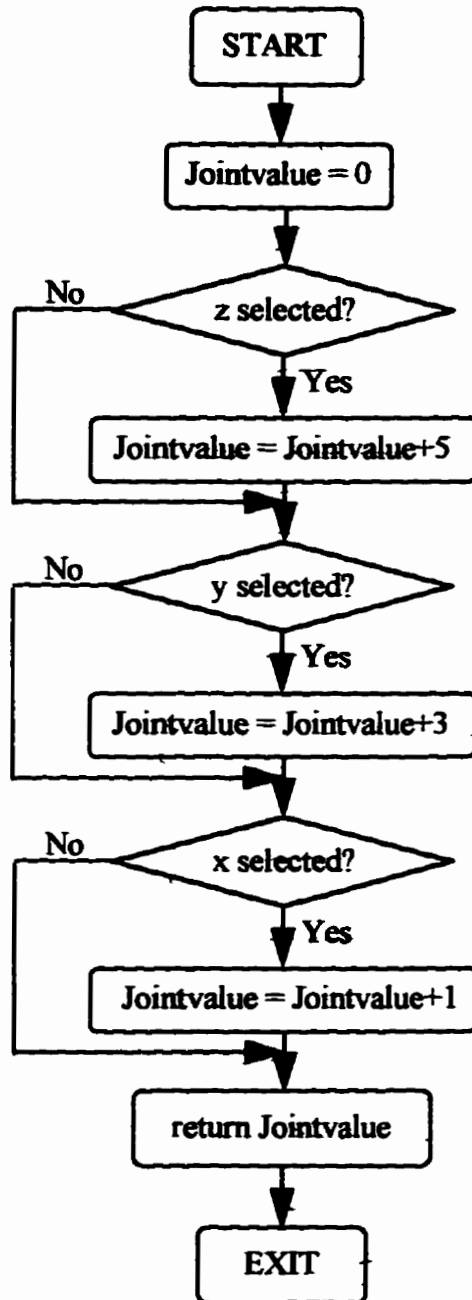 START
Jointvalue = 0
No
z selected?
Yes
Jointvalue = Jointvalue+5
No
y selected?
Yes
Jointvalue = Jointvalue+3
No
x selected?
Yes
Jointvalue = Jointvalue+1
return Jointvalue
EXIT